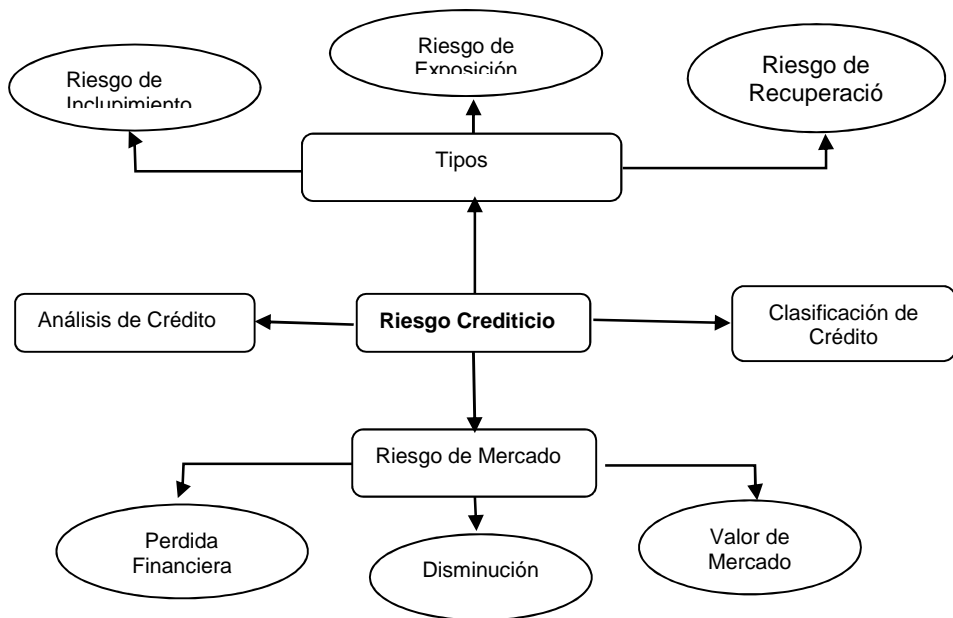 Riesgo de
Inclupimiento
Riesgo de
Exposición
Riesgo de
Recuperació
Tipos
Análisis de Crédito
Riesgo Crediticio
Clasificación de
Crédito
Riesgo de Mercado
Perdida
Financiera
Disminución
Valor de
Mercado